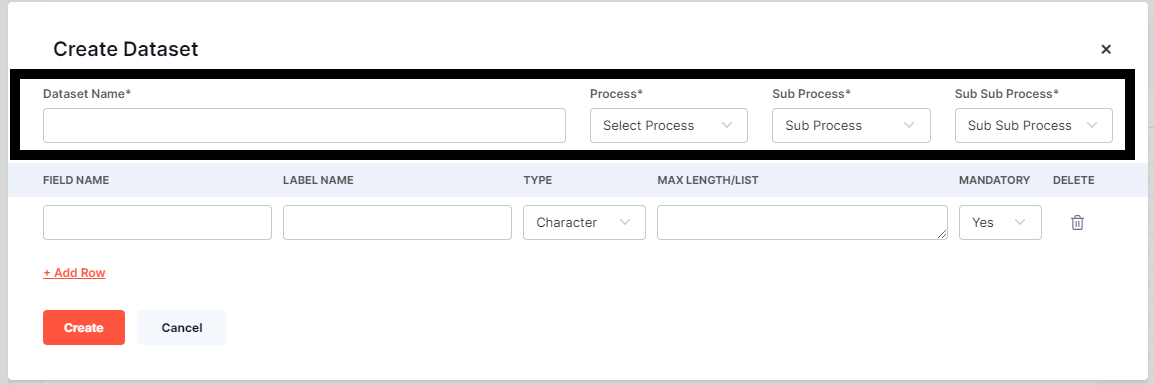 Create Dataset
×
Dataset Name* Process* Sub Process* Sub Sub Process*
Select Process Sub Process Sub Sub Process
FIELD NAME LABEL NAME TYPE MAX LENGTH/LIST MANDATORY DELETE
Character Yes
+ Add Row
Create Cancel